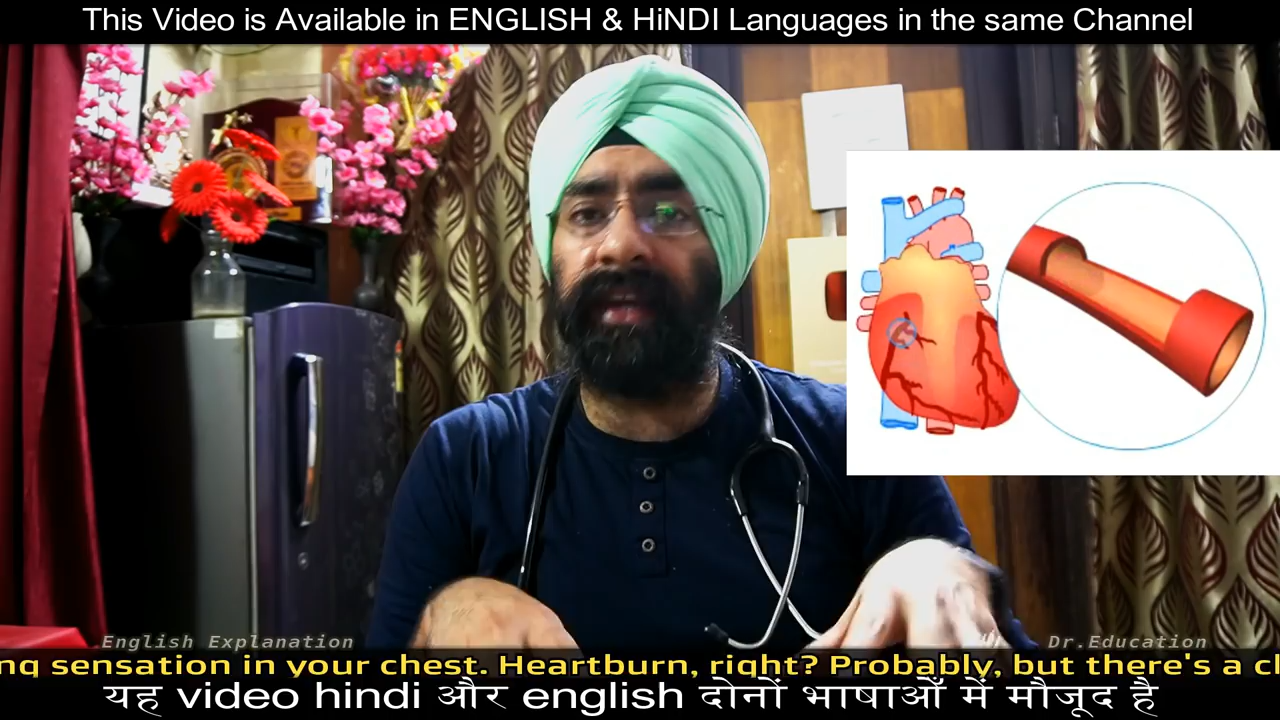 This Video is Available in ENGLISH & HiNDI Languages in the same Channel
English Explanation
Dr.Education
sensation in your chest. Heartburn, right? Probably, but there's a
यह video hindi और english दोनों भाषाओं में मौजूद है